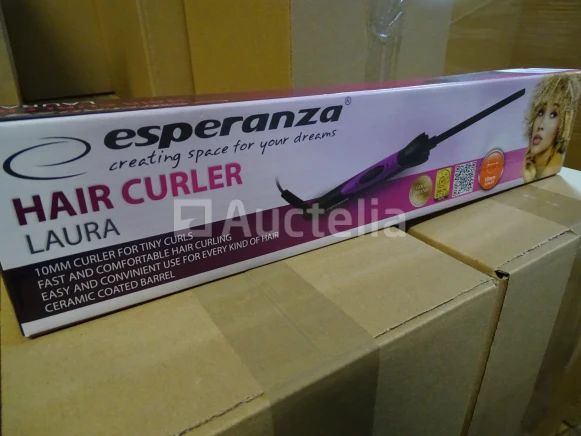 esperanza®
creating space for your dreams
HAIR CURLER
LAURA
10MM CURLER FOR TINY CURLS
FAST AND COMFORTABLE HAIR CURLING
EASY AND CONVINIENT USE FOR EVERY KIND OF HAIR
CERAMIC COATED BARREL
Auctelia